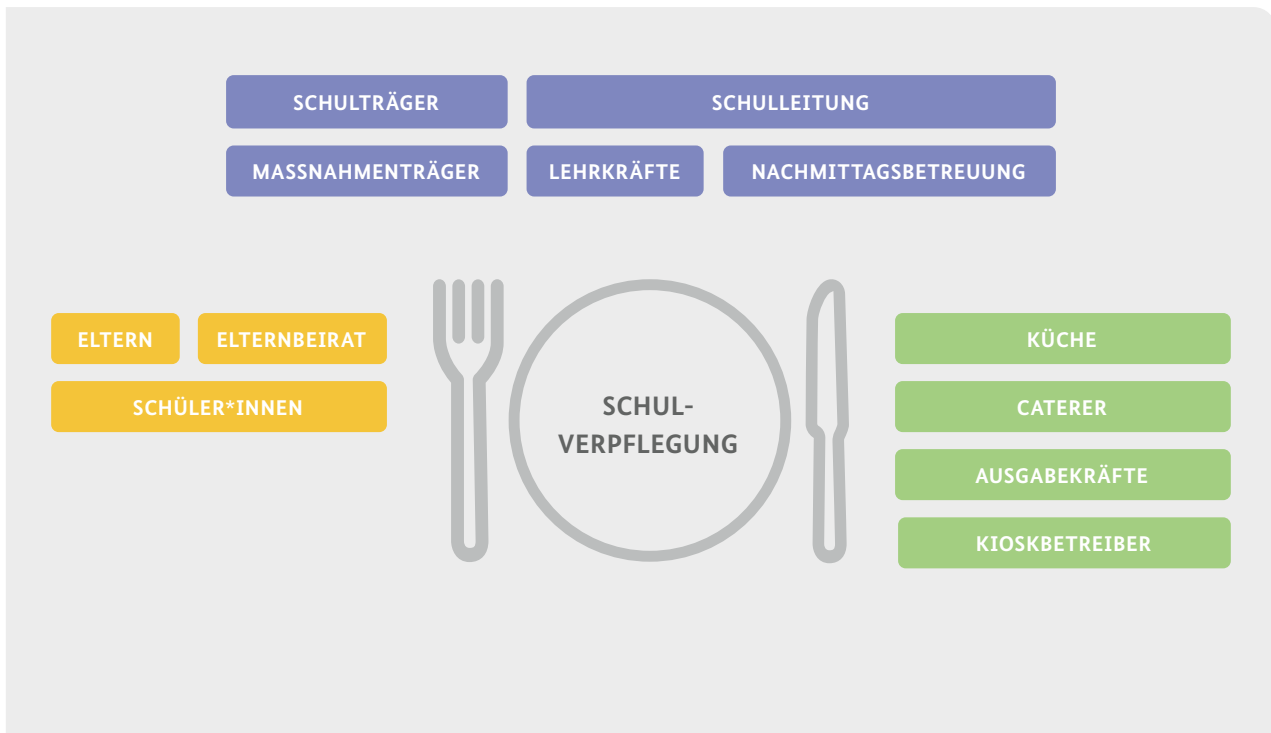 SCHULTRÄGER
SCHULLEITUNG
MASSNAHMENTRÄGER
LEHRKRÄFTE
NACHMITTAGSBETREUUNG
ELTERN
ELTERNBEIRAT
SCHÜLER*INNEN
SCHUL-
VERPFLEGUNG
KÜCHE
CATERER
AUSGABEKRÄFTE
KIOSKBETREIBER